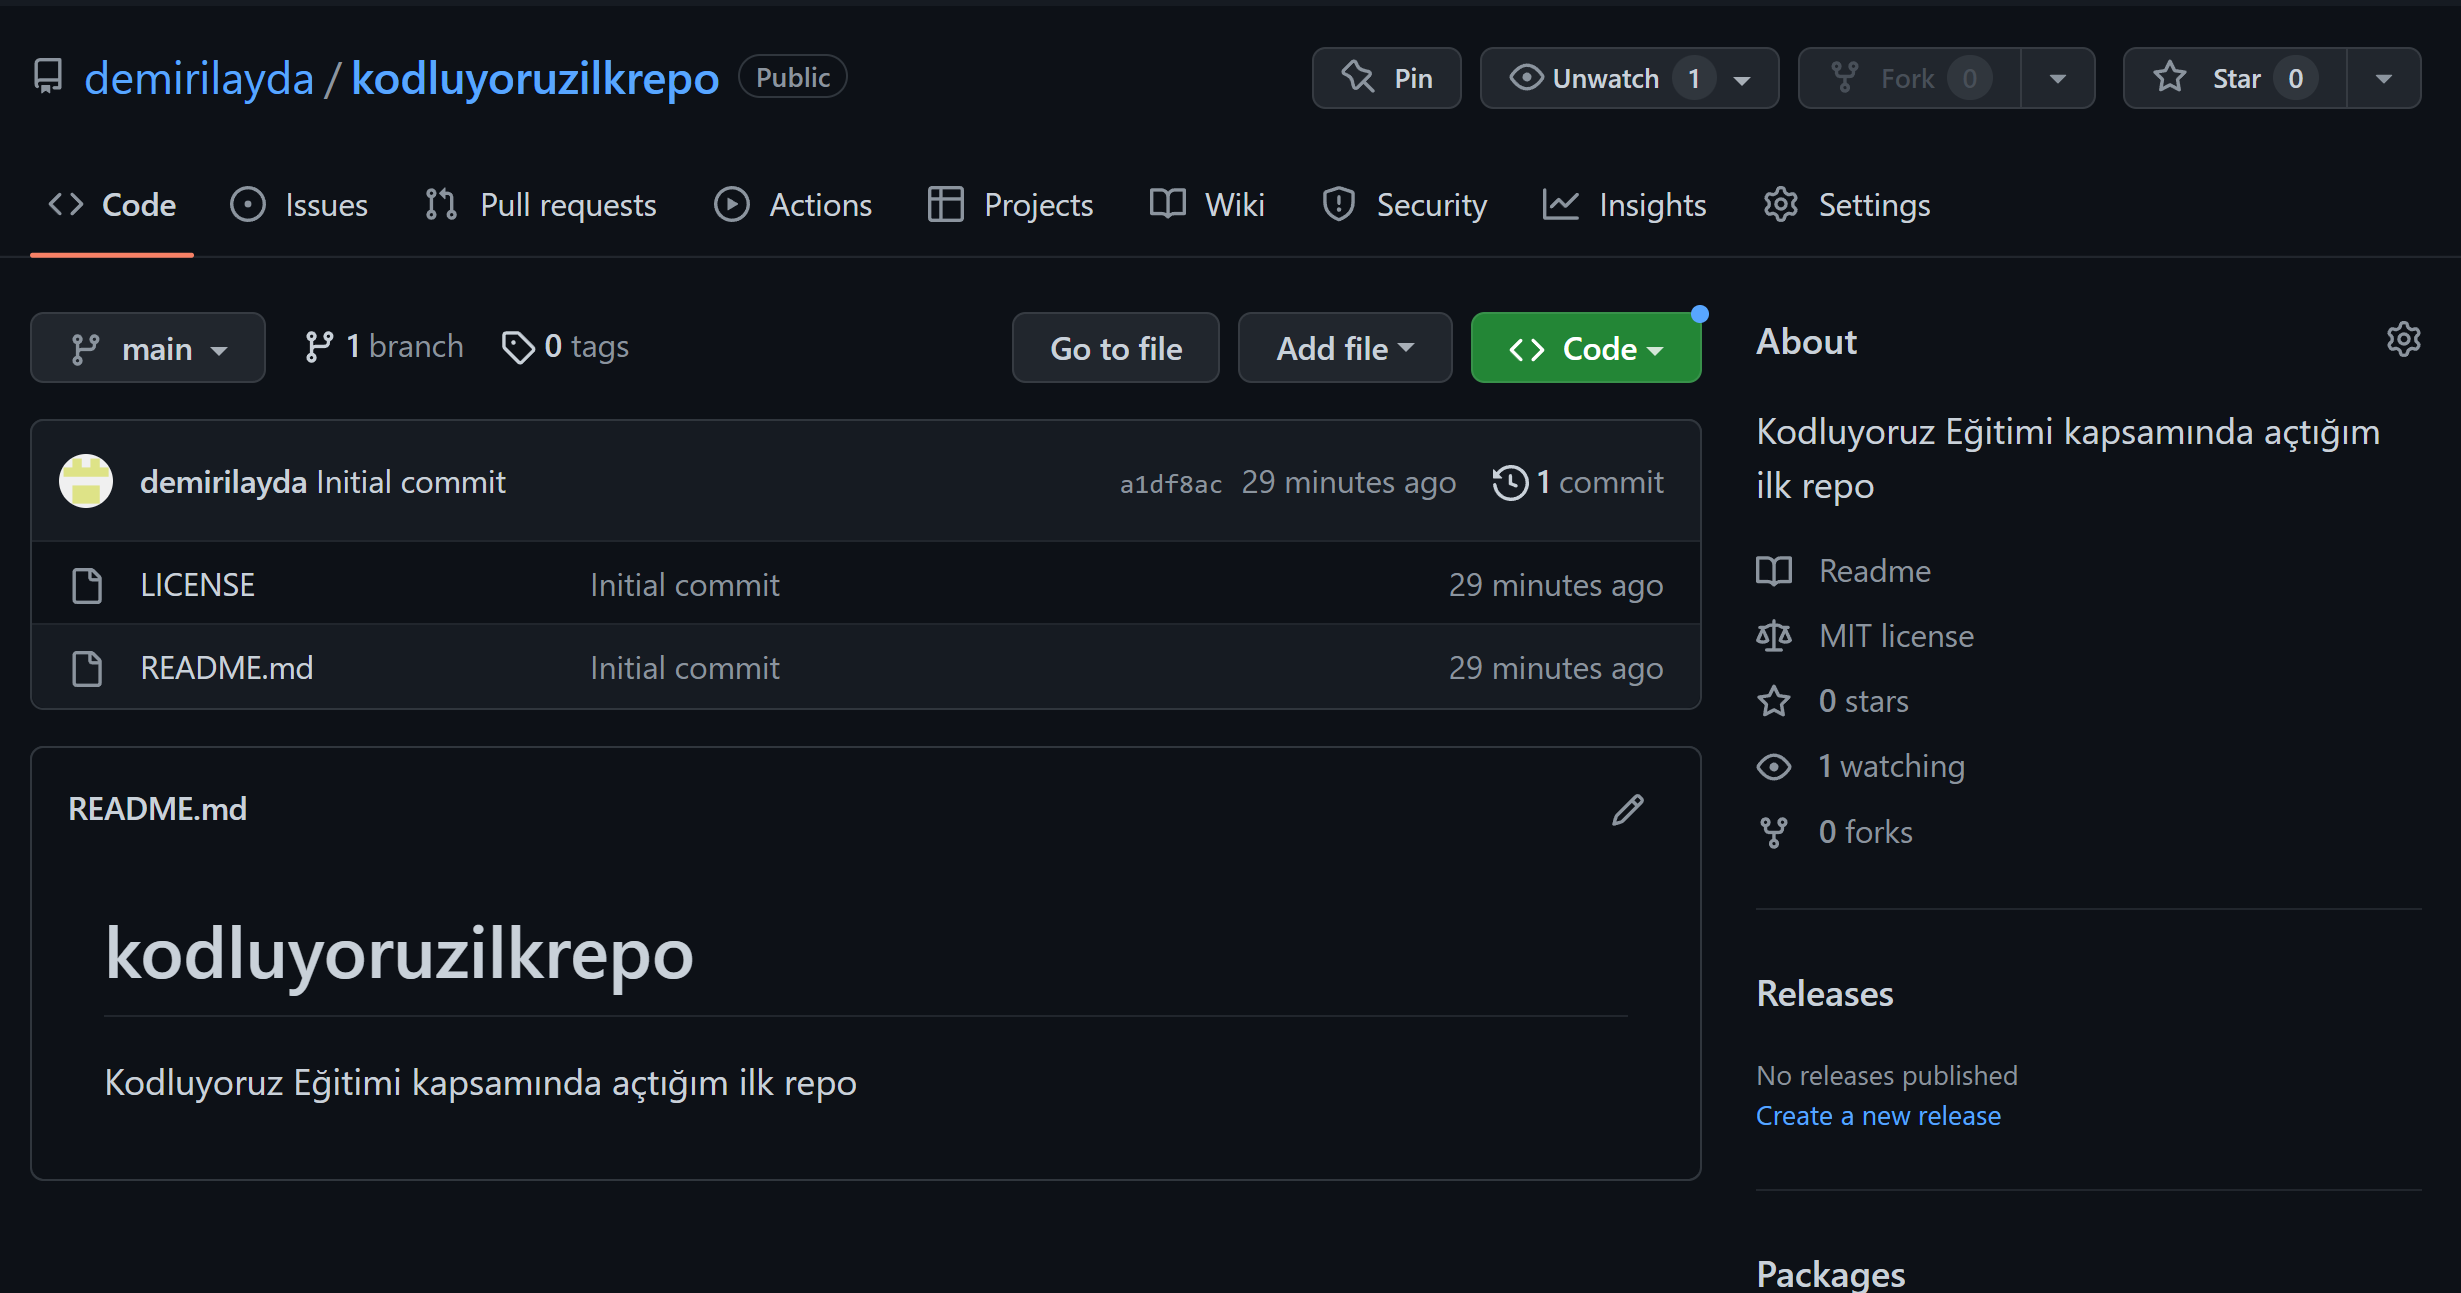 demirilayda / kodluyoruzilkrepo Public
Pin Unwatch 1 Fork 0 Star 0
Code Issues Pull requests Actions Projects Wiki Security Insights Settings
main 1 branch 0 tags Go to file Add file Code
demirilayda Initial commit a1df8ac 29 minutes ago 1 commit
LICENSE Initial commit 29 minutes ago
README.md Initial commit 29 minutes ago
README.md
kodluyoruzilkrepo
Kodluyoruz Eğitimi kapsamında açtığım ilk repo
About
Kodluyoruz Eğitimi kapsamında açtığım
ilk repo
Readme
MIT license
0 stars
1 watching
0 forks
Releases
No releases published
Create a new release
Packages